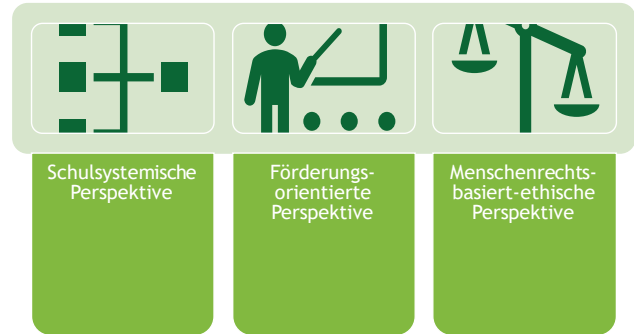 Schulsystemische
Perspektive
Förderungs-
orientierte
Perspektive
Menschenrechts-
basiert-ethische
Perspektive